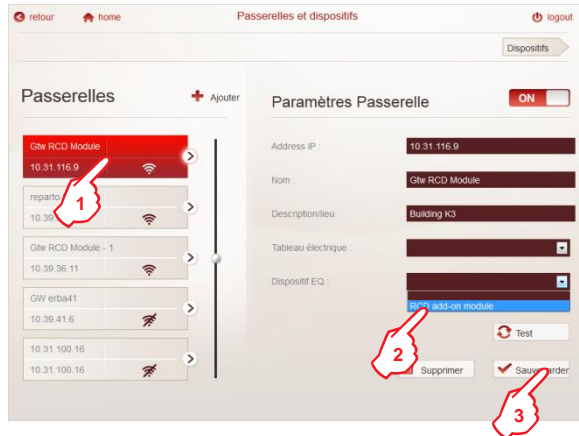 retour
home
Passerelles et dispositifs
logout
Dispositifs
Passerelles
Ajouter
Paramètres Passerelle
ON
Gtw RCD Module
10.31.116.9
reparto
10.39
Gtw RCD Module - 1
10.39.36.11
GW erba41
10.39.41.6
10.31.100.16
10.31.100.16
Address IP :
10.31.116.9
Nom :
Gtw RCD Module
Description/lieu :
Building K3
Tableau électrique :
Dispositif EQ :
RCD add-on module
Test
Supprimer
Sauvegarder
1
2
3